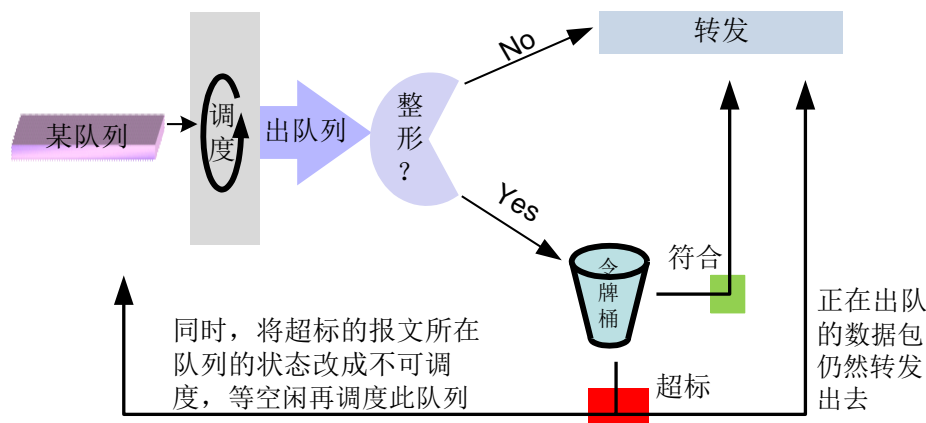 转发
No
某队列
调
度
出队列
整
形
？
Yes
令
牌
桶
符合
超标
正在出队
的数据包
仍然转发
出去
同时，将超标的报文所在
队列的状态改成不可调
度，等空闲再调度此队列